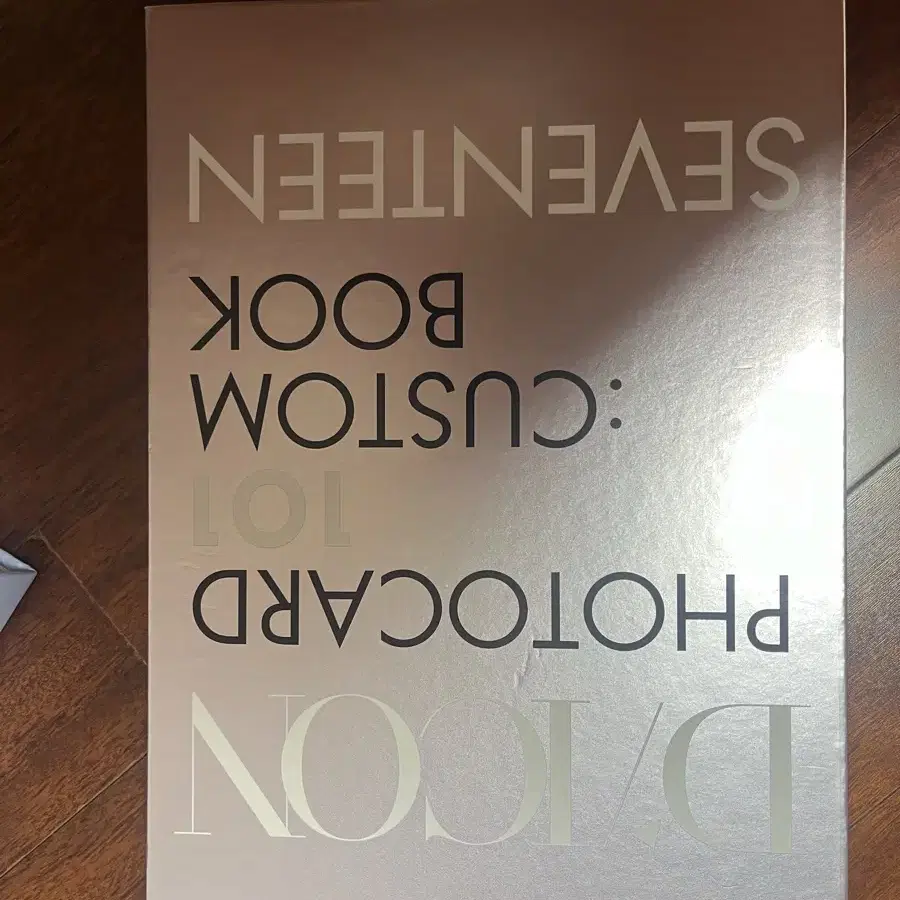 D/ICON
PHOTOCARD
101
:CUSTOM
BOOK
SEVENTEEN